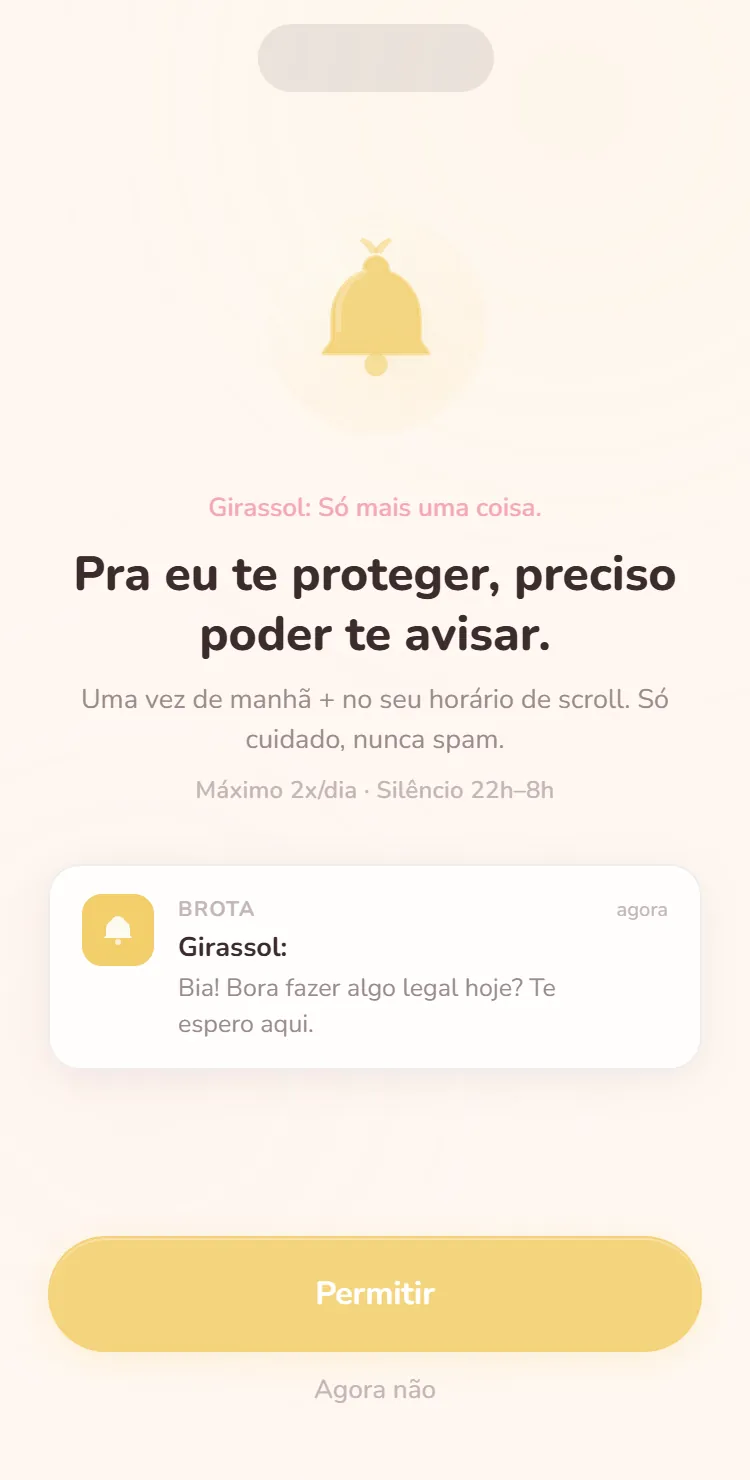 Girassol: Só mais uma coisa.
Pra eu te proteger, preciso
poder te avisar.
Uma vez de manhã + no seu horário de scroll. Só
cuidado, nunca spam.
Máximo 2x/dia · Silêncio 22h–8h
BROTA agora
Girassol:
Bia! Bora fazer algo legal hoje? Te
espero aqui.
Permitir
Agora não